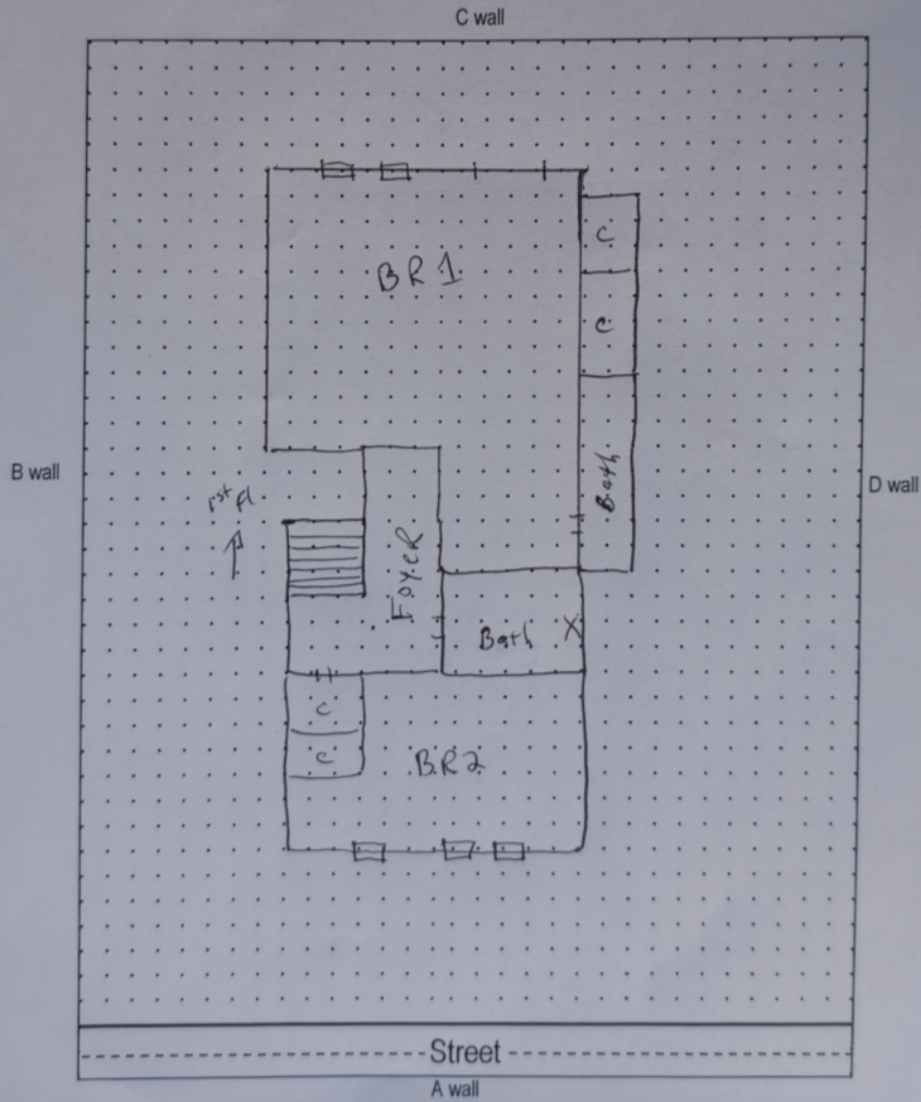 C wall
C
BR1
C
B wall
D wall
Bath
1st Fl
FOYER
Bath X
C
C
BR2
Street
A wall